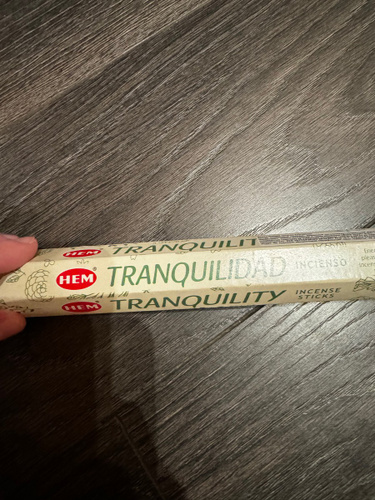 HEM TRANQUILIT
HEM® TRANQUILIDAD INCIENSO
HEM TRANQUILITY INCENSE
STICKS